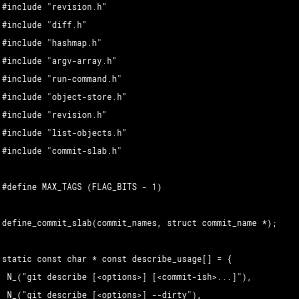 #include "revision.h"
#include "diff.h"
#include "hashmap.h"
#include "argv-array.h"
#include "run-command.h"
#include "object-store.h"
#include "revision.h"
#include "list-objects.h"
#include "commit-slab.h"
#define MAX_TAGS (FLAG_BITS - 1)
define_commit_slab(commit_names, struct commit_name *);
static const char * const describe_usage[] = {
N_("git describe [<options>] [<commit-ish>...]"),
N_("git describe [<options>] --dirty"),